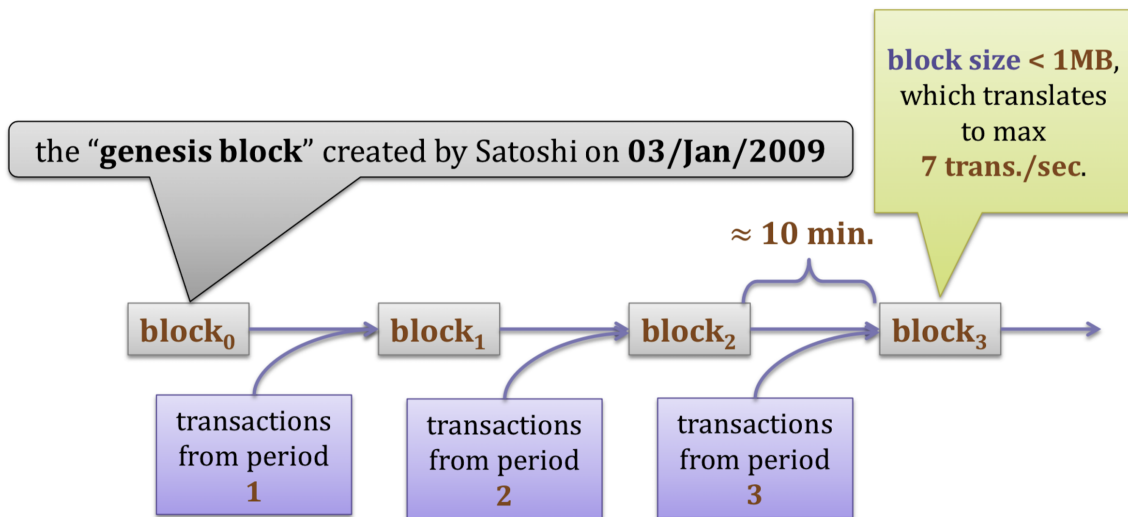 block size < 1MB,
which translates
to max
7 trans./sec.
the “genesis block” created by Satoshi on 03/Jan/2009
≈ 10 min.
block₀
block₁
block₂
block₃
transactions
from period
1
transactions
from period
2
transactions
from period
3